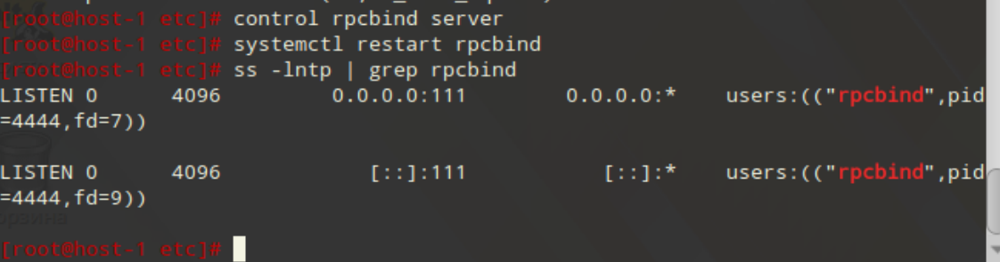 [root@host-1 etc]# control rpcbind server
[root@host-1 etc]# systemctl restart rpcbind
[root@host-1 etc]# ss -lntp | grep rpcbind
LISTEN 0      4096           0.0.0.0:111        0.0.0.0:*    users:(("rpcbind",pid
=4444,fd=7))
LISTEN 0      4096              [::]:111           [::]:*    users:(("rpcbind",pid
=4444,fd=9))
орзина
[root@host-1 etc]#